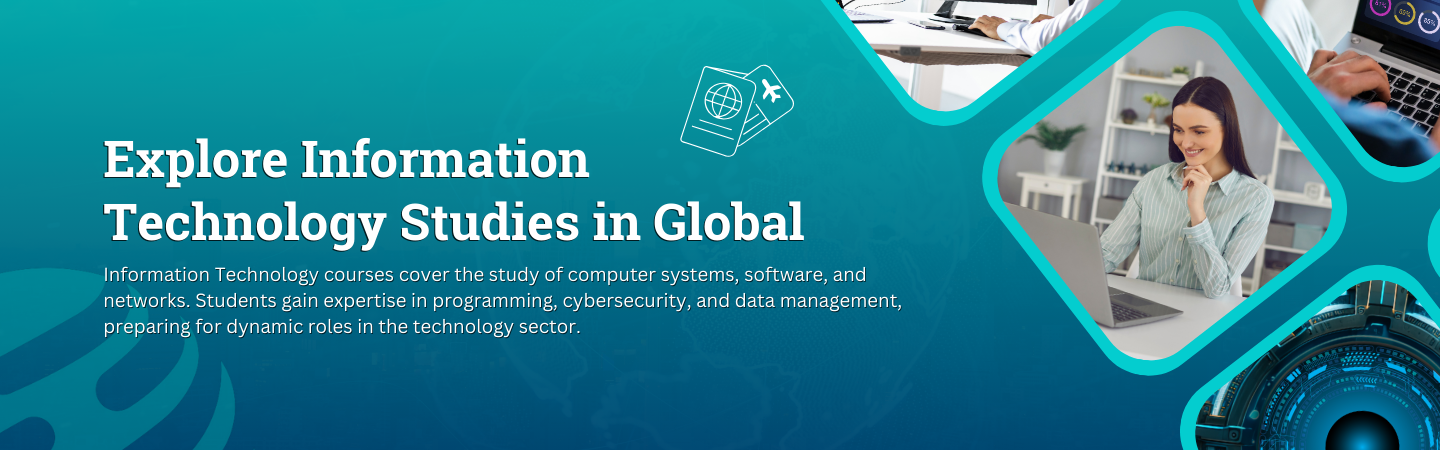 Explore Information
Technology Studies in Global
Information Technology courses cover the study of computer systems, software, and
networks. Students gain expertise in programming, cybersecurity, and data management,
preparing for dynamic roles in the technology sector.